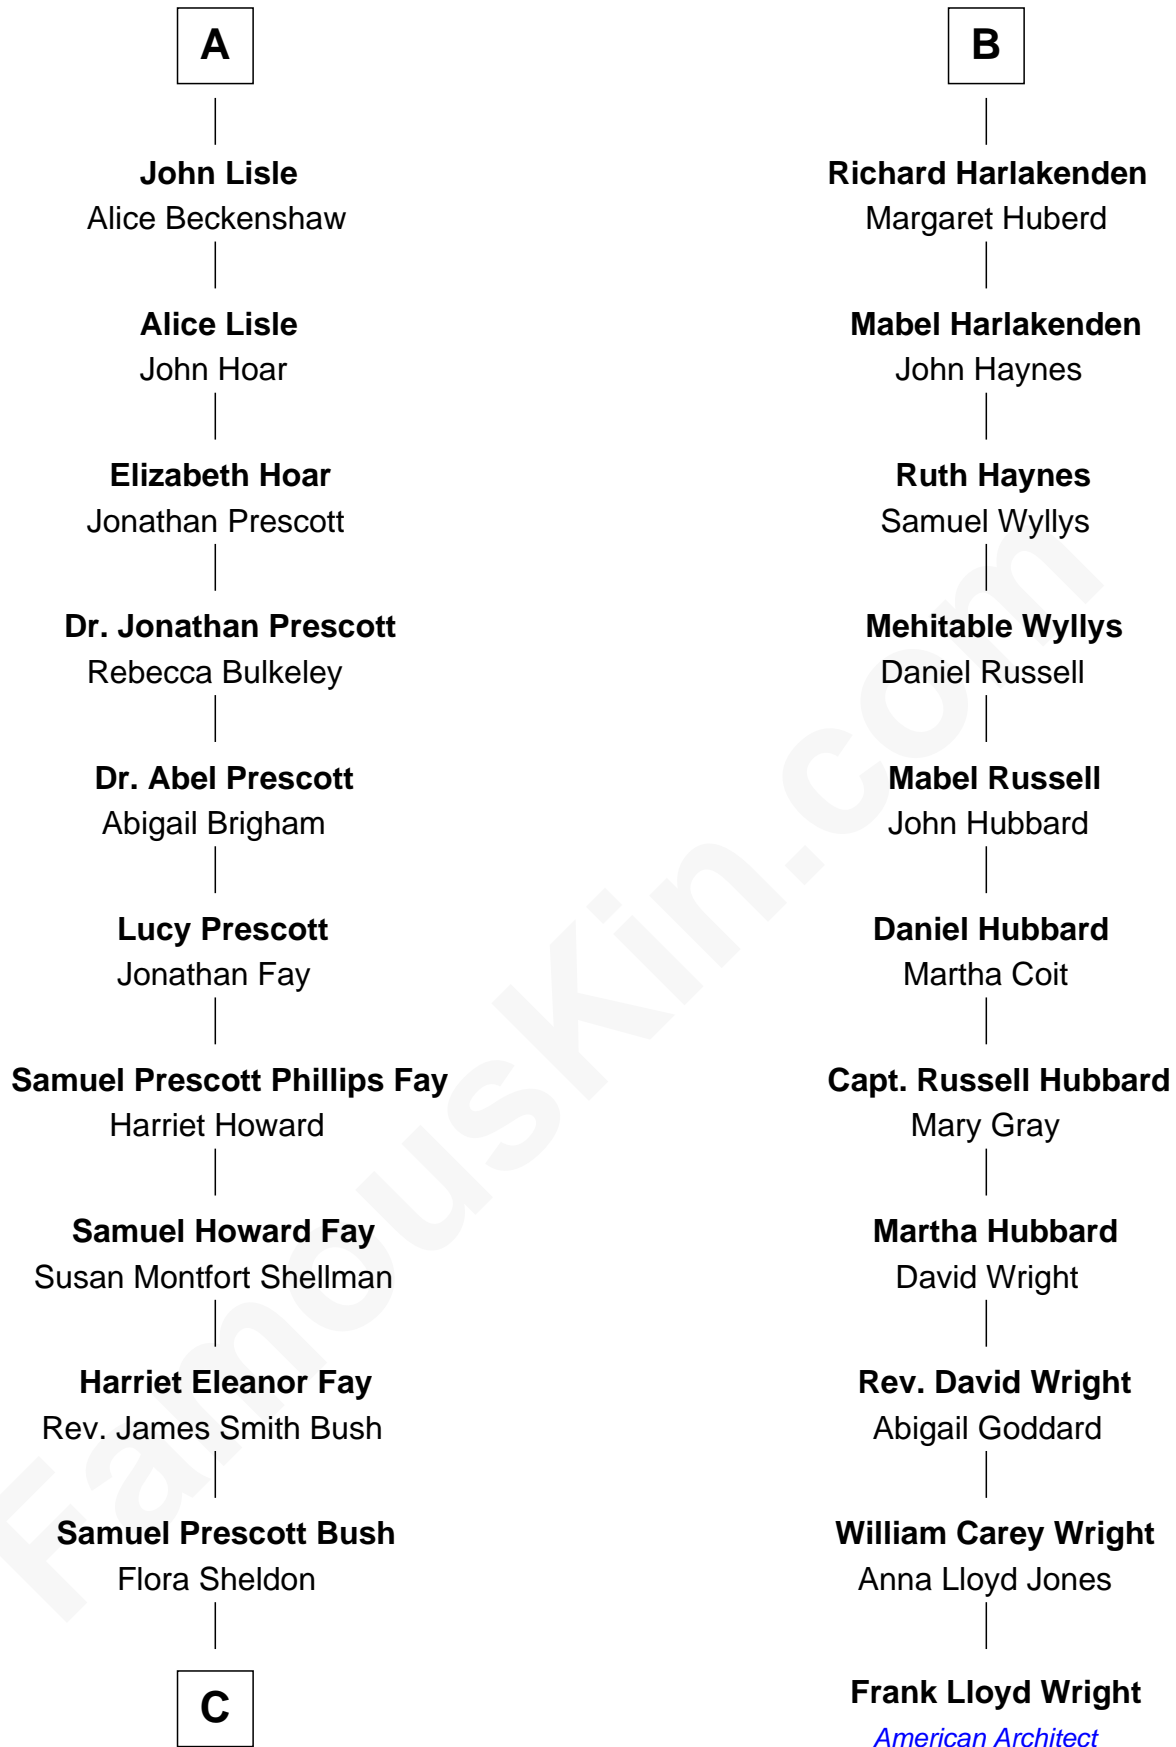 A
John Lisle
Alice Beckenshaw
Alice Lisle
John Hoar
Elizabeth Hoar
Jonathan Prescott
Dr. Jonathan Prescott
Rebecca Bulkeley
Dr. Abel Prescott
Abigail Brigham
Lucy Prescott
Jonathan Fay
Samuel Prescott Phillips Fay
Harriet Howard
Samuel Howard Fay
Susan Montfort Shellman
Harriet Eleanor Fay
Rev. James Smith Bush
Samuel Prescott Bush
Flora Sheldon
C
B
Richard Harlakenden
Margaret Huberd
Mabel Harlakenden
John Haynes
Ruth Haynes
Samuel Wyllys
Mehitable Wyllys
Daniel Russell
Mabel Russell
John Hubbard
Daniel Hubbard
Martha Coit
Capt. Russell Hubbard
Mary Gray
Martha Hubbard
David Wright
Rev. David Wright
Abigail Goddard
William Carey Wright
Anna Lloyd Jones
Frank Lloyd Wright
American Architect
FamousKin.com